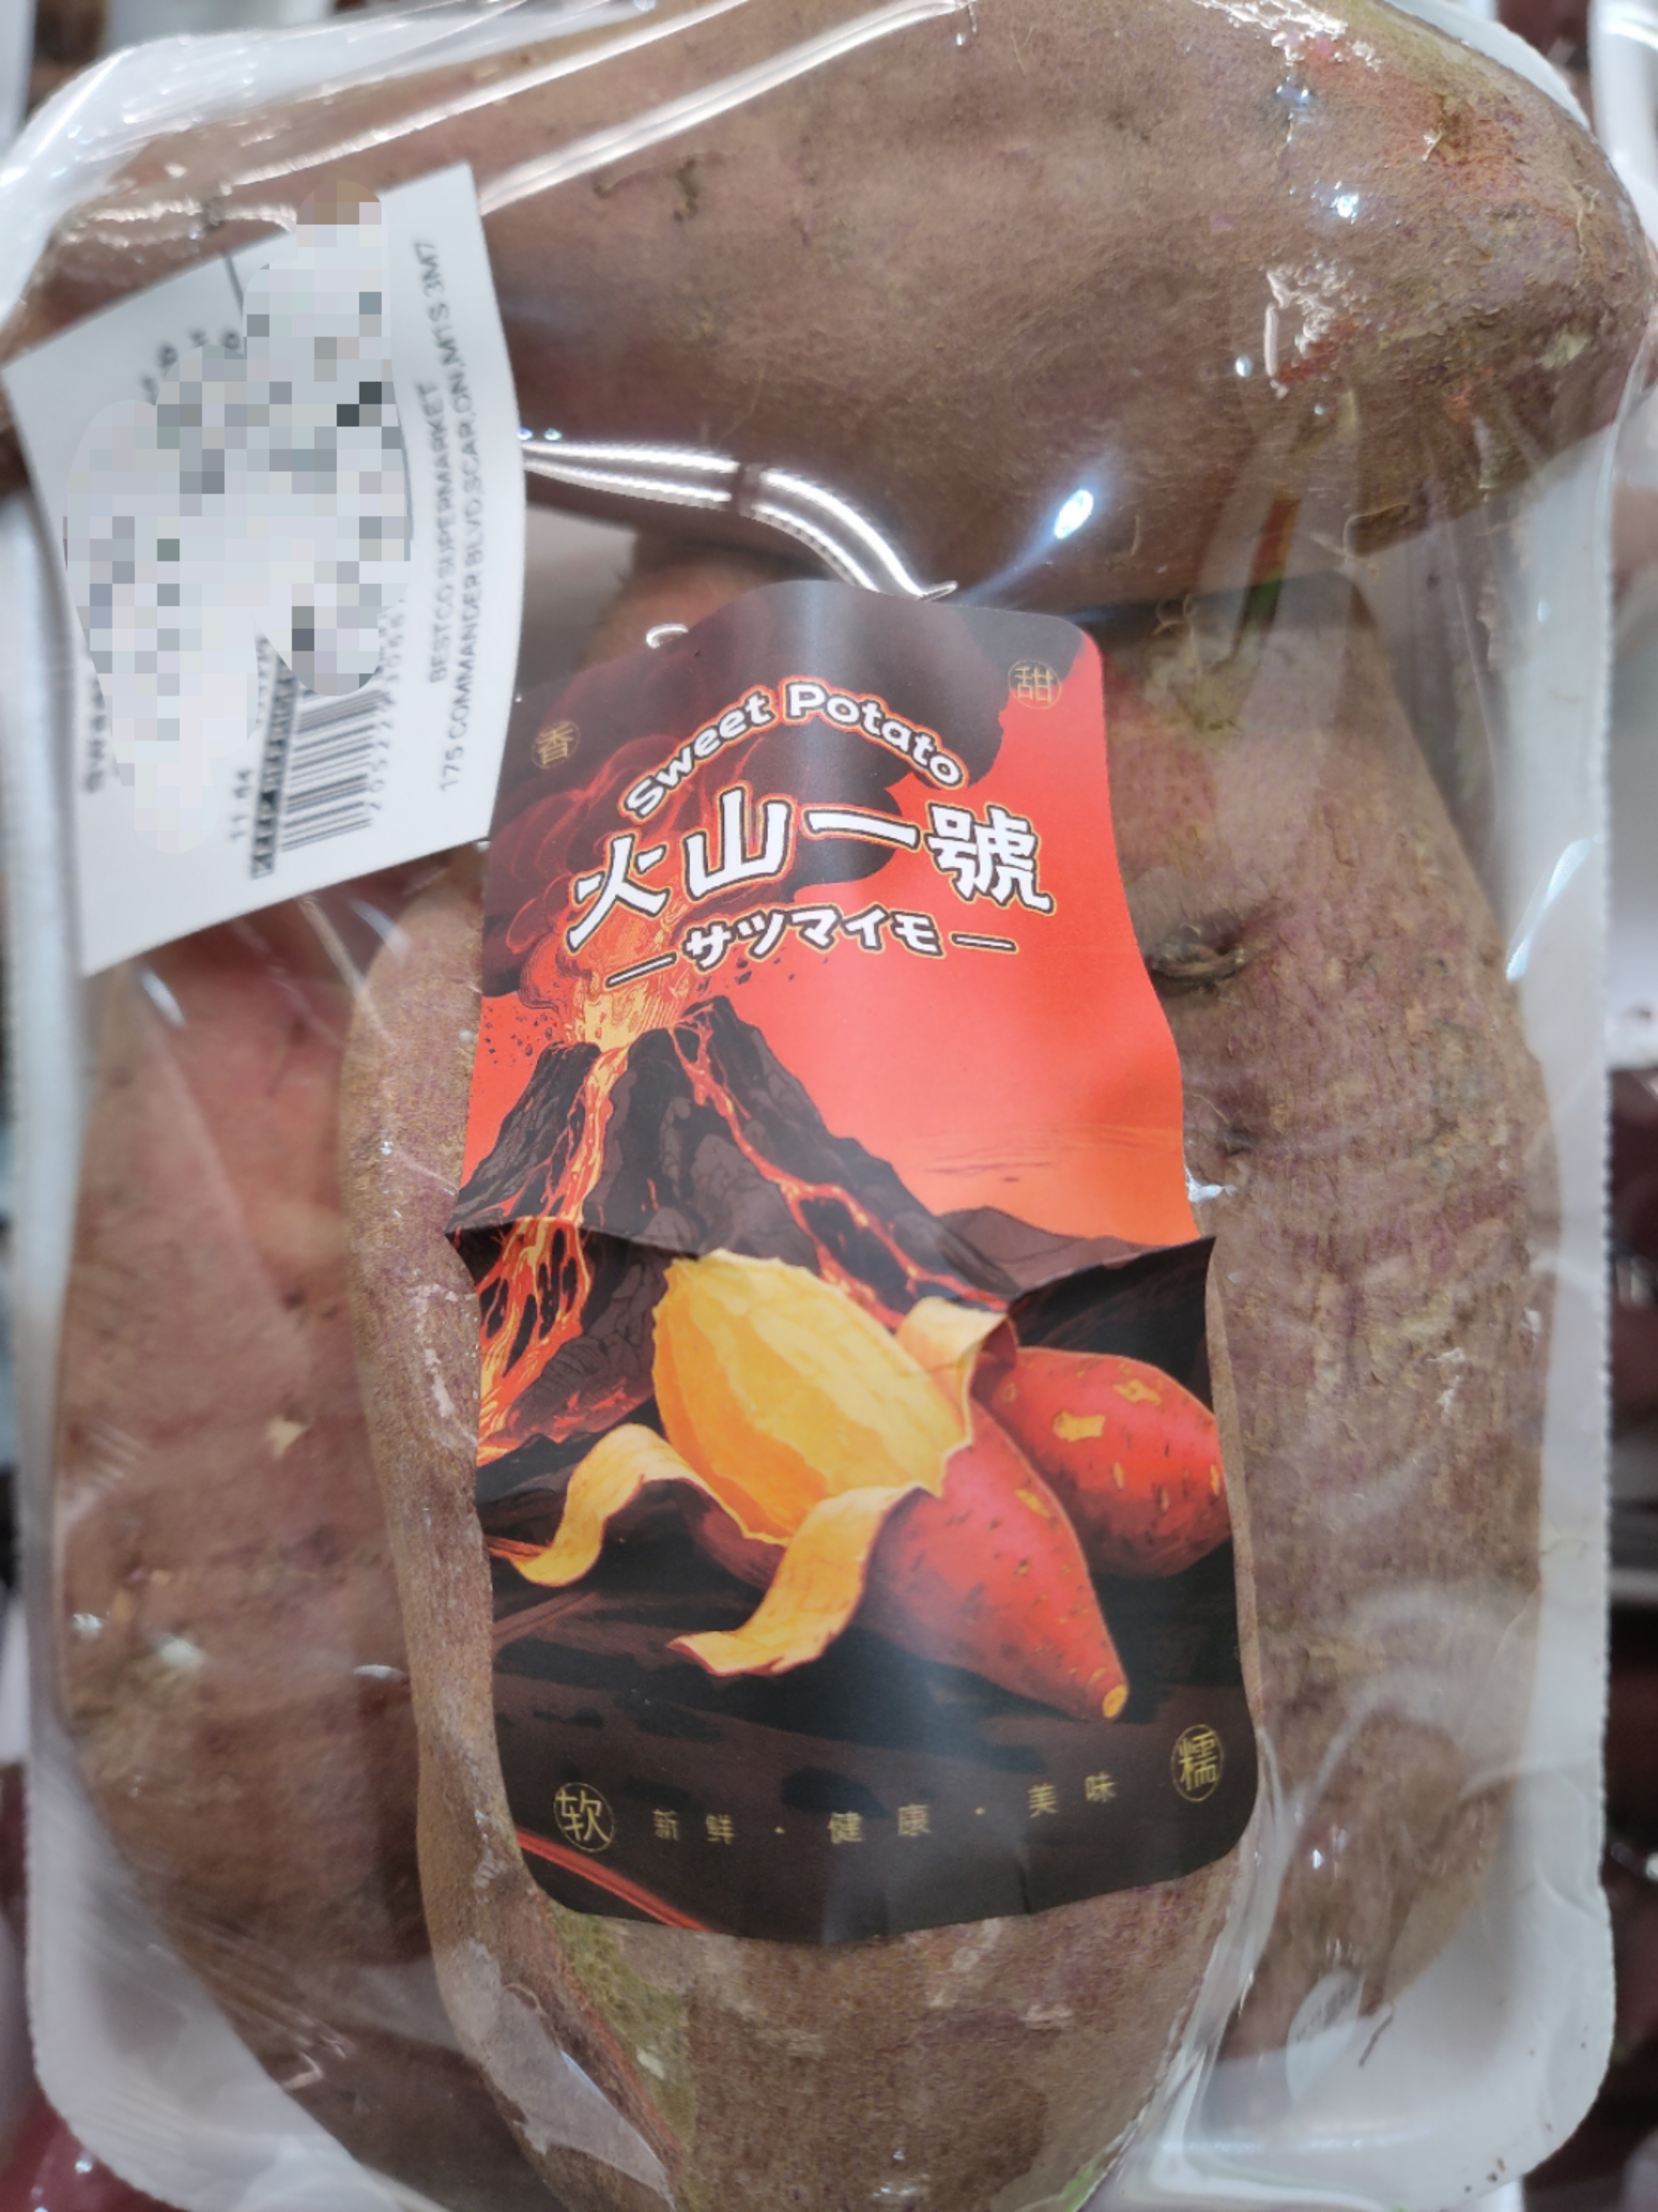 BESTCO SUPERMARKET
175 COMMANDER BLVD,SCAR,ON,M1S 3M7
香
甜
Sweet Potato
火山一號
サツマイモ
软
新鲜 · 健康 · 美味
糯